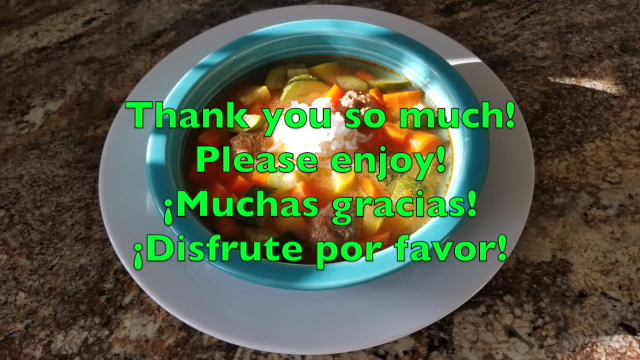 Thank you so much!
Please enjoy!
¡Muchas gracias!
¡Disfrute por favor!